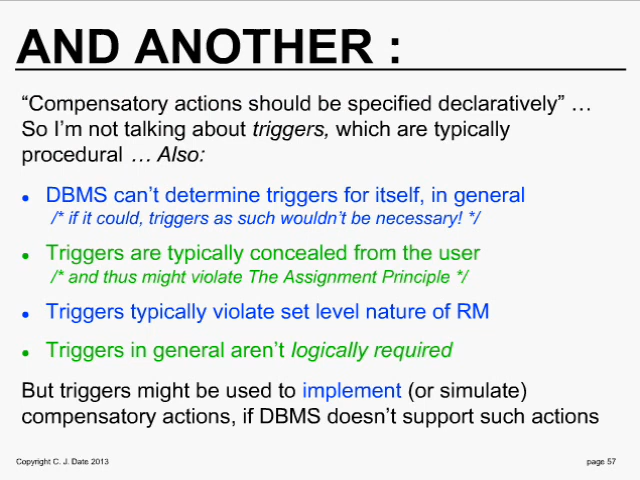 AND ANOTHER :
“Compensatory actions should be specified declaratively” …
So I’m not talking about triggers, which are typically
procedural … Also:
• DBMS can’t determine triggers for itself, in general
/* if it could, triggers as such wouldn’t be necessary! */
• Triggers are typically concealed from the user
/* and thus might violate The Assignment Principle */
• Triggers typically violate set level nature of RM
• Triggers in general aren’t logically required
But triggers might be used to implement (or simulate)
compensatory actions, if DBMS doesn’t support such actions
Copyright C. J. Date 2013
page 57